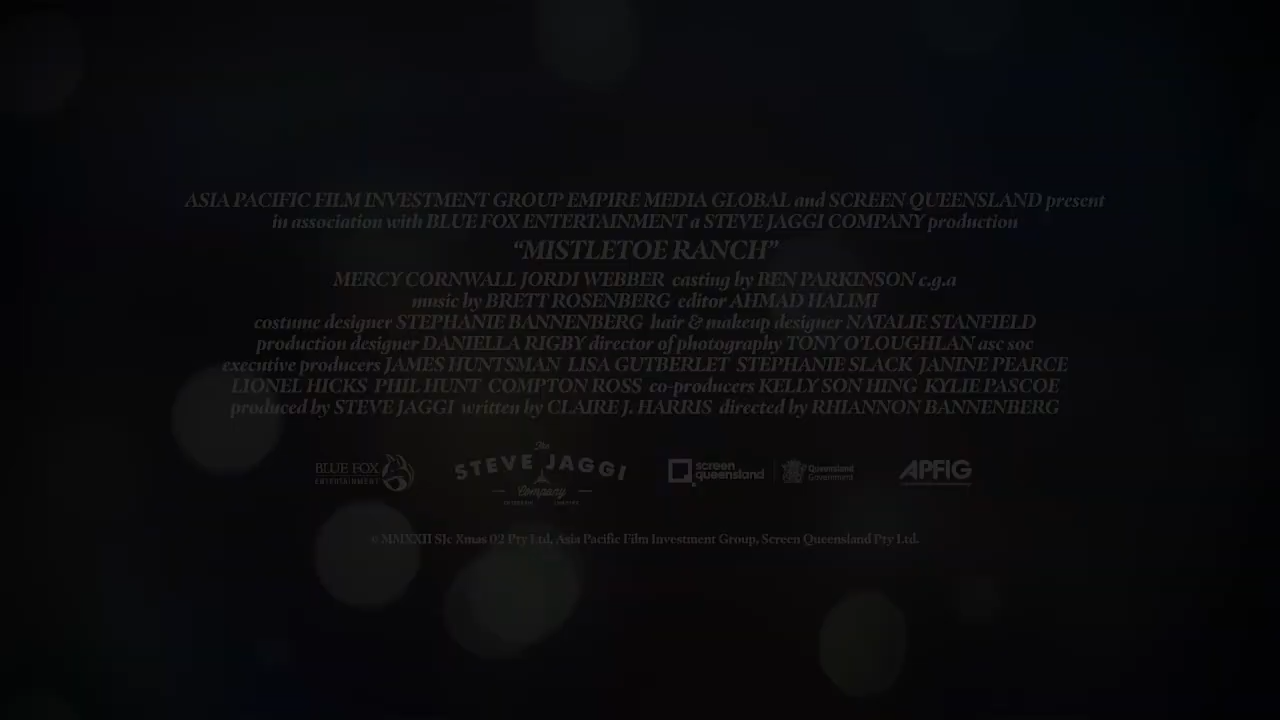 ASIA PACIFIC FILM INVESTMENT GROUP EMPIRE MEDIA GLOBAL and SCREEN QUEENSLAND present
in association with BLUE FOX ENTERTAINMENT a STEVE JAGGI COMPANY production
“MISTLETOE RANCH”
MERCY CORNWALL JORDI WEBBER casting by BEN PARKINSON c.g.a
music by BRETT ROSENBERG editor AHMAD HALIMI
costume designer STEPHANIE BANNENBERG hair & makeup designer NATALIE STANFIELD
production designer DANIELLA RIGBY director of photography TONY O'LOUGHLAN asc soc
executive producers JAMES HUNTSMAN LISA GUTBERLET STEPHANIE SLACK JANINE PEARCE
LIONEL HICKS PHIL HUNT COMPTON ROSS co-producers KELLY SON HING KYLIE PASCOE
produced by STEVE JAGGI written by CLAIRE J. HARRIS directed by RHIANNON BANNENBERG
BLUE FOX
ENTERTAINMENT
The
STEVE JAGGI
Company
screen
queensland
Queensland
Government
APFIG
© MMXXII SJc Xmas 02 Pty Ltd, Asia Pacific Film Investment Group, Screen Queensland Pty Ltd.